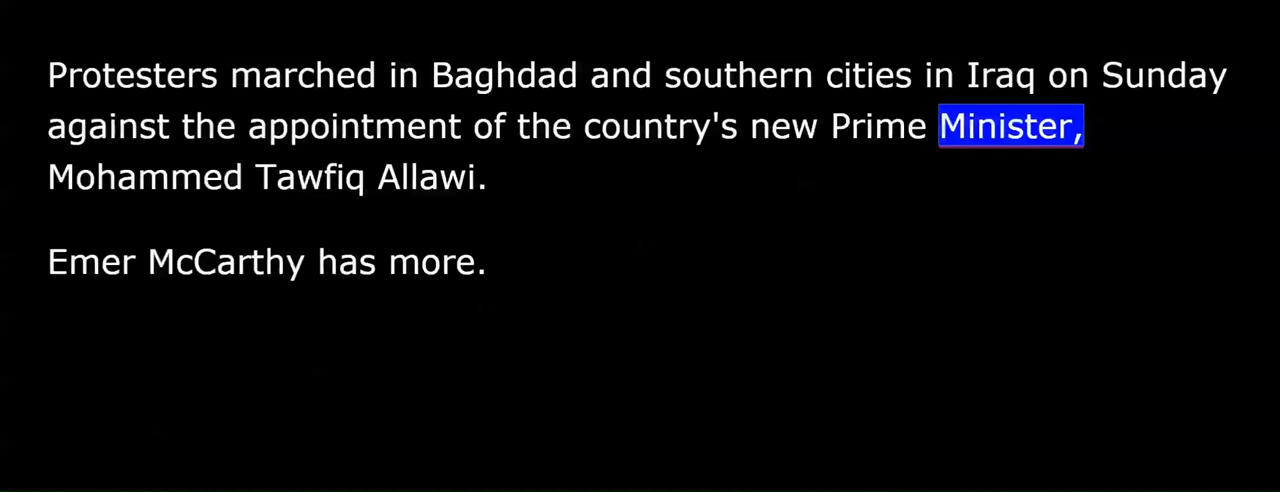 Protesters marched in Baghdad and southern cities in Iraq on Sunday
against the appointment of the country's new Prime Minister,
Mohammed Tawfiq Allawi.
Emer McCarthy has more.